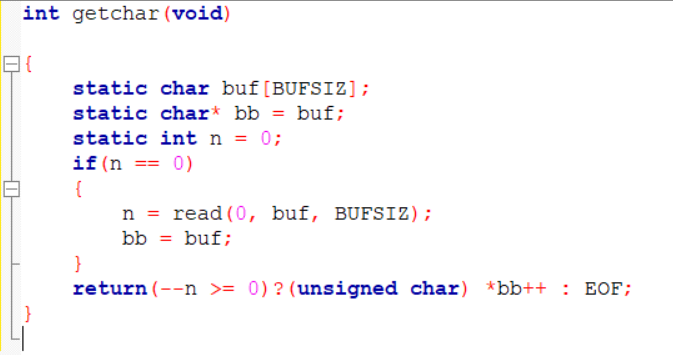 int getchar(void)
{
static char buf[BUFSIZ];
static char* bb = buf;
static int n = 0;
if(n == 0)
{
n = read(0, buf, BUFSIZ);
bb = buf;
}
return(--n >= 0)?(unsigned char) *bb++ : EOF;
}